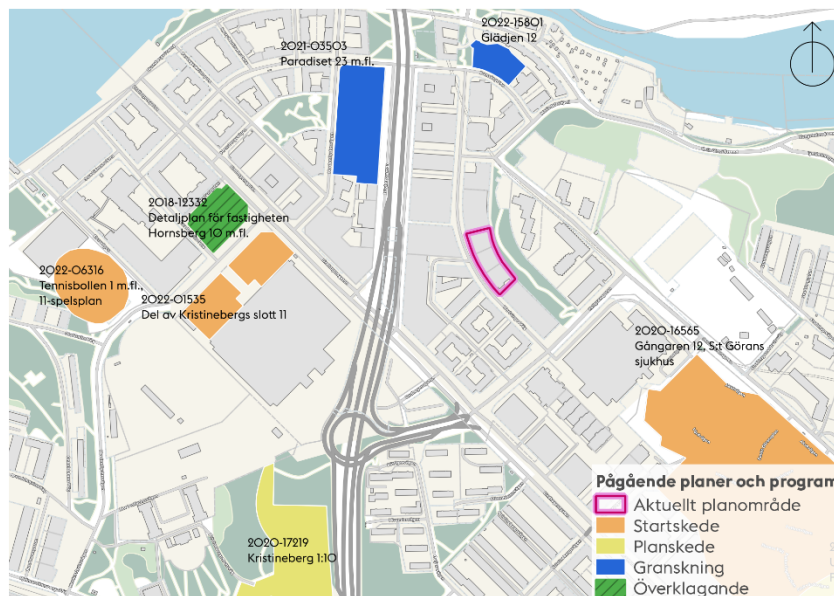 2022-15801
Glädjen 12
2021-03503
Paradiset 23 m.fl.
2018-12332
Detaljplan för fastigheten
Hornsberg 10 m.fl.
2022-06316
Tennisbollen 1 m.fl.,
11-spelsplan
2022-01535
Del av Kristinebergs slott 11
2020-16565
Gångaren 12, S:t Görans
sjukhus
2020-17219
Kristineberg 1:10
Pågående planer och program
Aktuellt planområde
Startskede
Planskede
Granskning
Överklagande